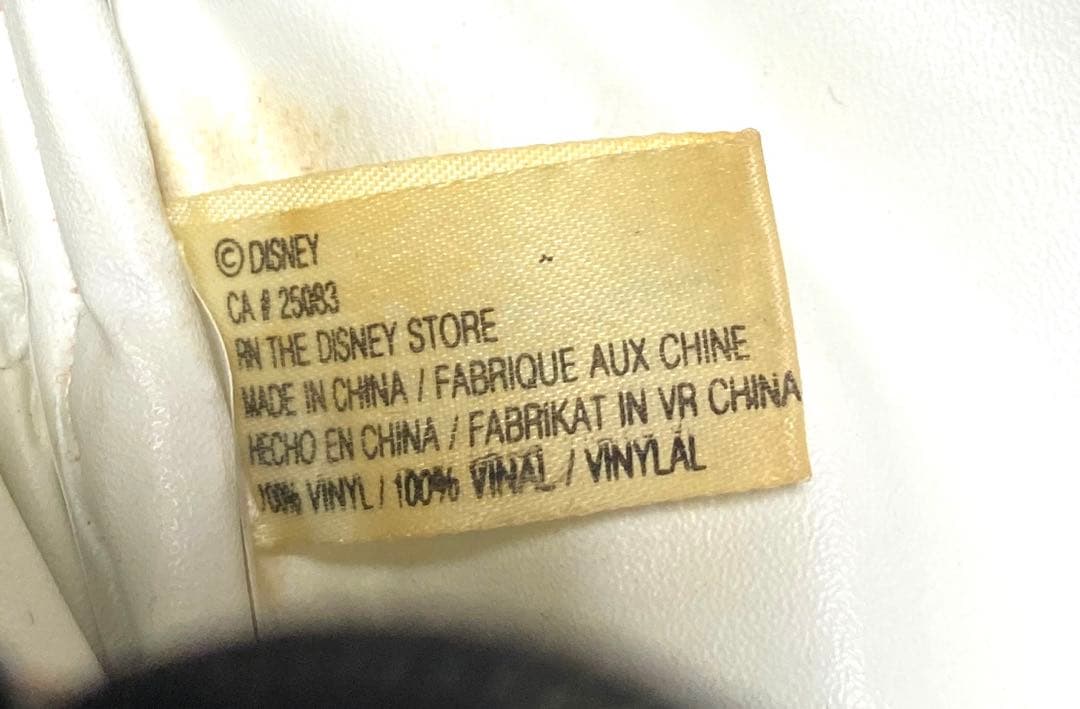 © DISNEY
CA # 25083
RN THE DISNEY STORE
MADE IN CHINA / FABRIQUE AUX CHINE
HECHO EN CHINA / FABRIKAT IN VR CHINA
100% VINYL / 100% VINAL / VINYLAL